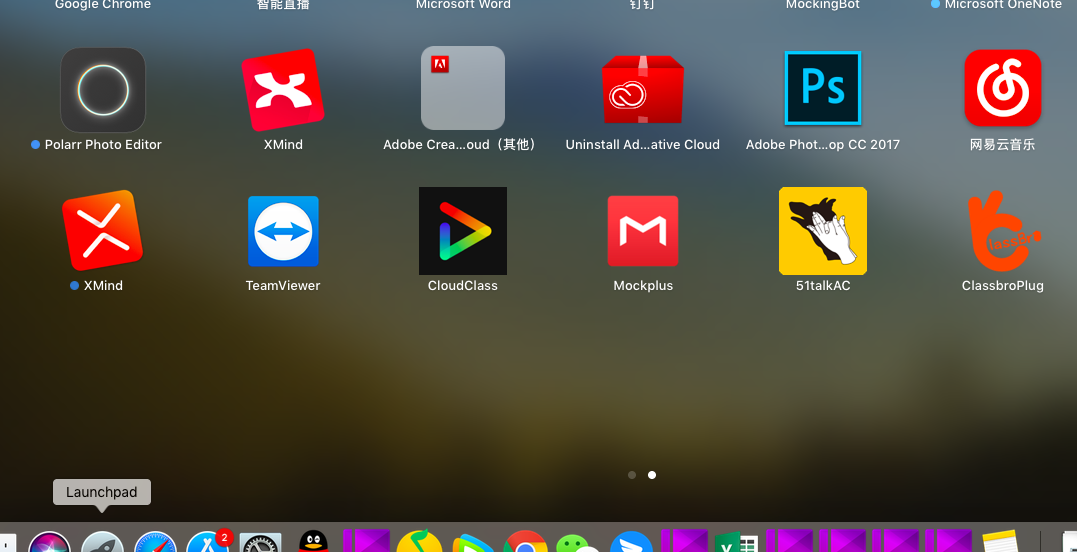 Google Chrome
智能直播
Microsoft Word
钉钉
MockingBot
Microsoft OneNote
Polarr Photo Editor
XMind
Adobe Crea...oud（其他）
Uninstall Ad...ative Cloud
Ps
Adobe Phot...op CC 2017
网易云音乐
XMind
TeamViewer
CloudClass
Mockplus
51talkAC
ClassBro
ClassbroPlug
Launchpad
2